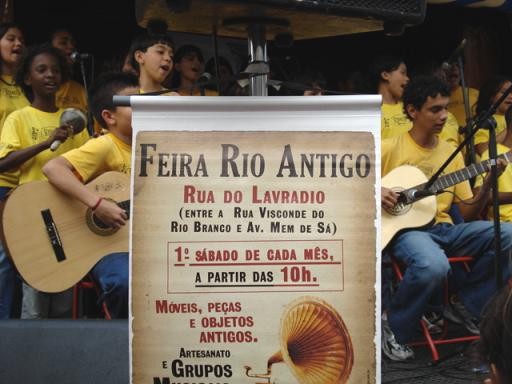 FEIRA RIO ANTIGO
RUA DO LAVRADIO
(ENTRE A RUA VISCONDE DO
RIO BRANCO E AV. MEM DE SÁ)
1º SÁBADO DE CADA MÊS,
A PARTIR DAS 10h.
MÓVEIS, PEÇAS
E OBJETOS
ANTIGOS.
ARTESANATO
E GRUPOS